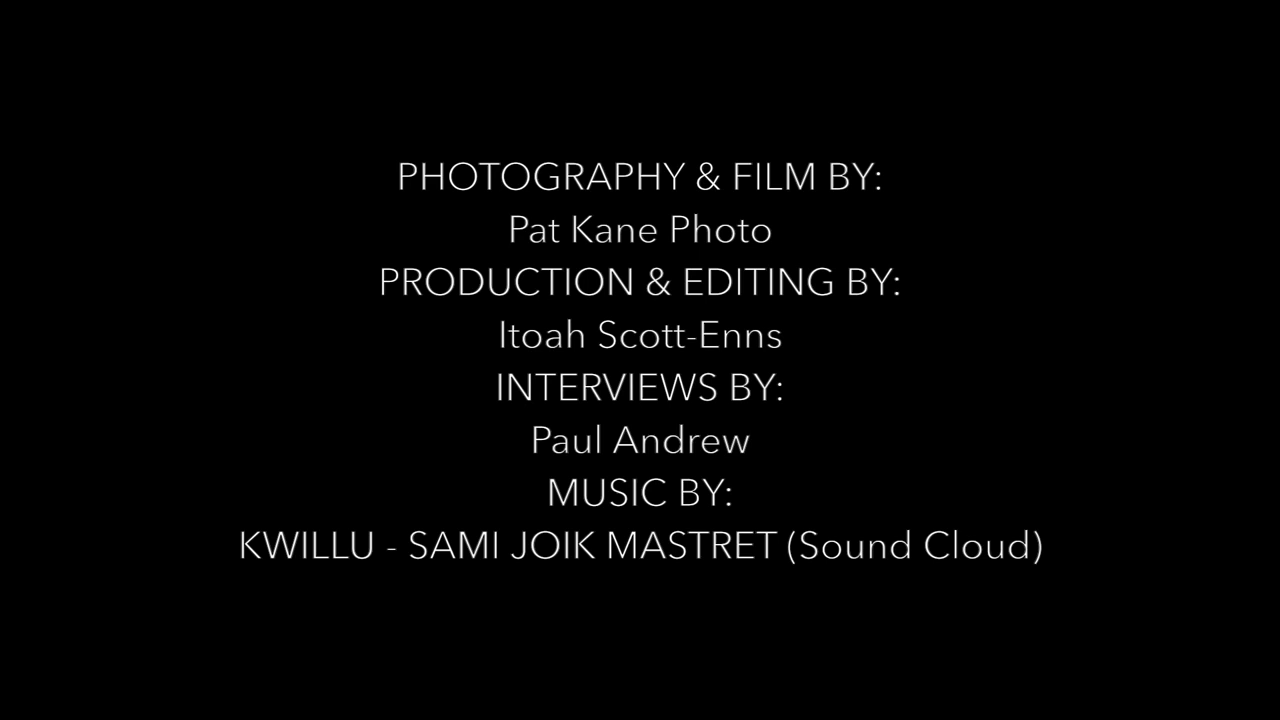 PHOTOGRAPHY & FILM BY:
Pat Kane Photo
PRODUCTION & EDITING BY:
Itoah Scott-Enns
INTERVIEWS BY:
Paul Andrew
MUSIC BY:
KWILLU - SAMI JOIK MASTRET (Sound Cloud)